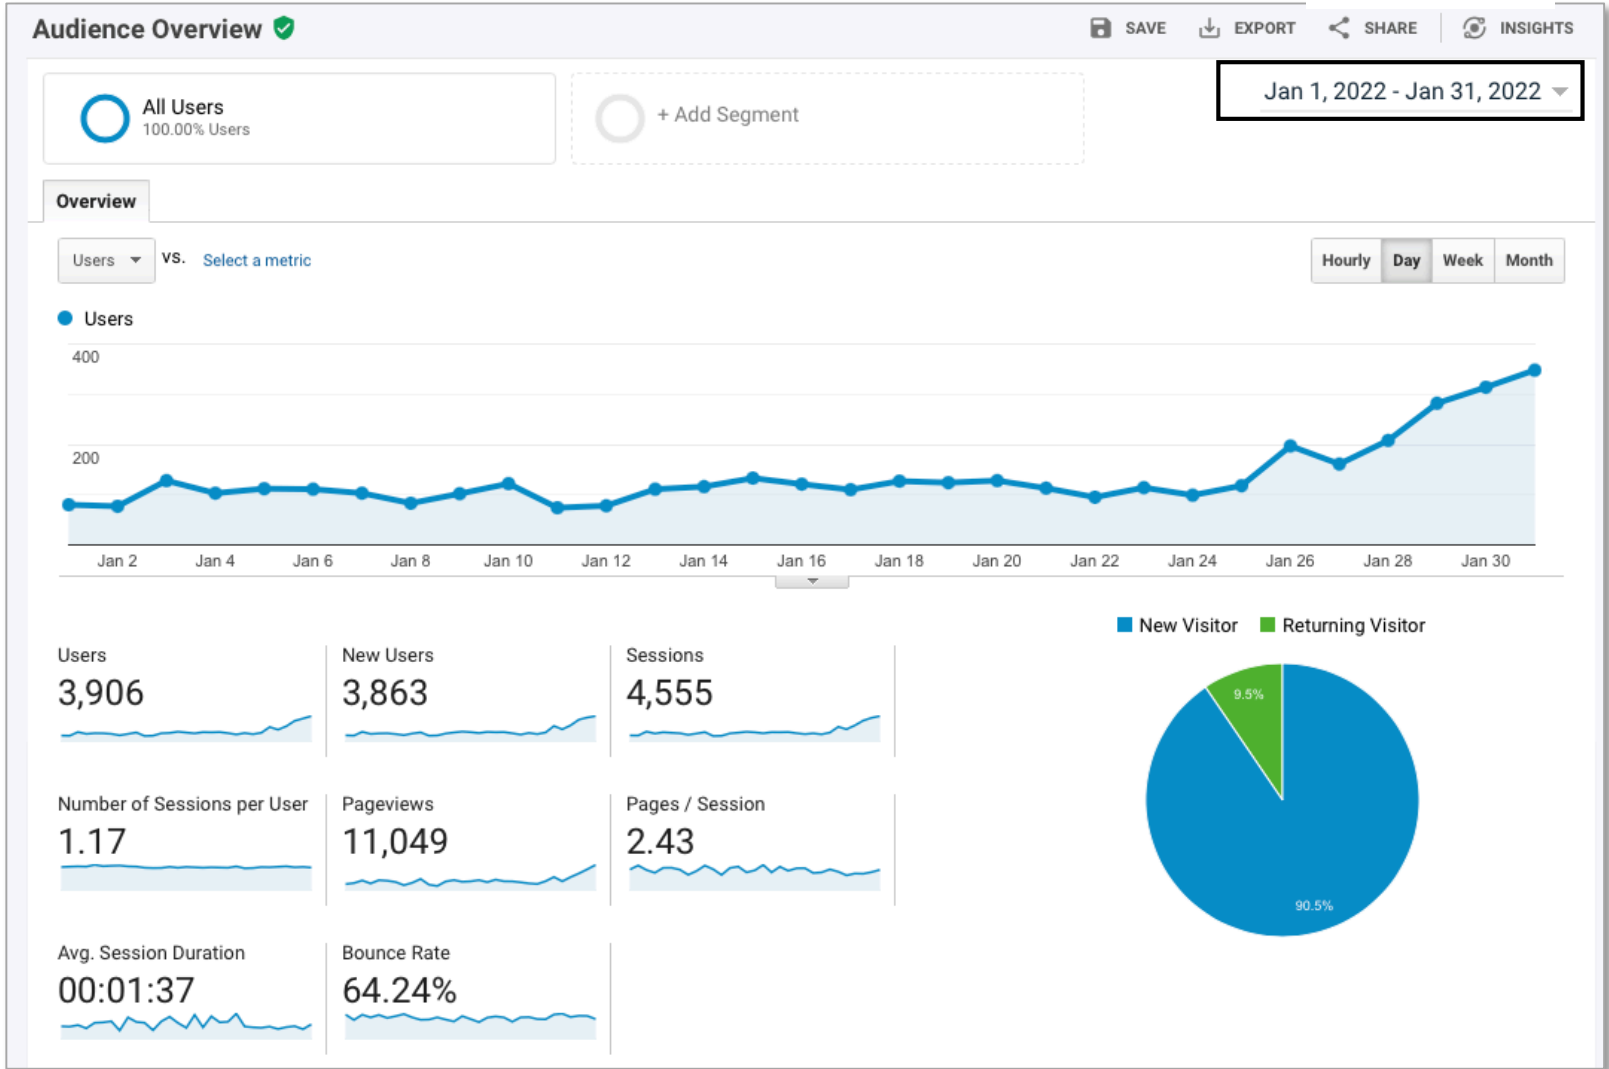 Audience Overview
SAVE
EXPORT
SHARE
INSIGHTS
All Users
100.00% Users
+ Add Segment
Jan 1, 2022 - Jan 31, 2022
Overview
Users
VS.
Select a metric
Hourly
Day
Week
Month
Users
400
200
Jan 2
Jan 4
Jan 6
Jan 8
Jan 10
Jan 12
Jan 14
Jan 16
Jan 18
Jan 20
Jan 22
Jan 24
Jan 26
Jan 28
Jan 30
New Visitor
Returning Visitor
Users
3,906
New Users
3,863
Sessions
4,555
Number of Sessions per User
1.17
Pageviews
11,049
Pages / Session
2.43
Avg. Session Duration
00:01:37
Bounce Rate
64.24%
9.5%
90.5%